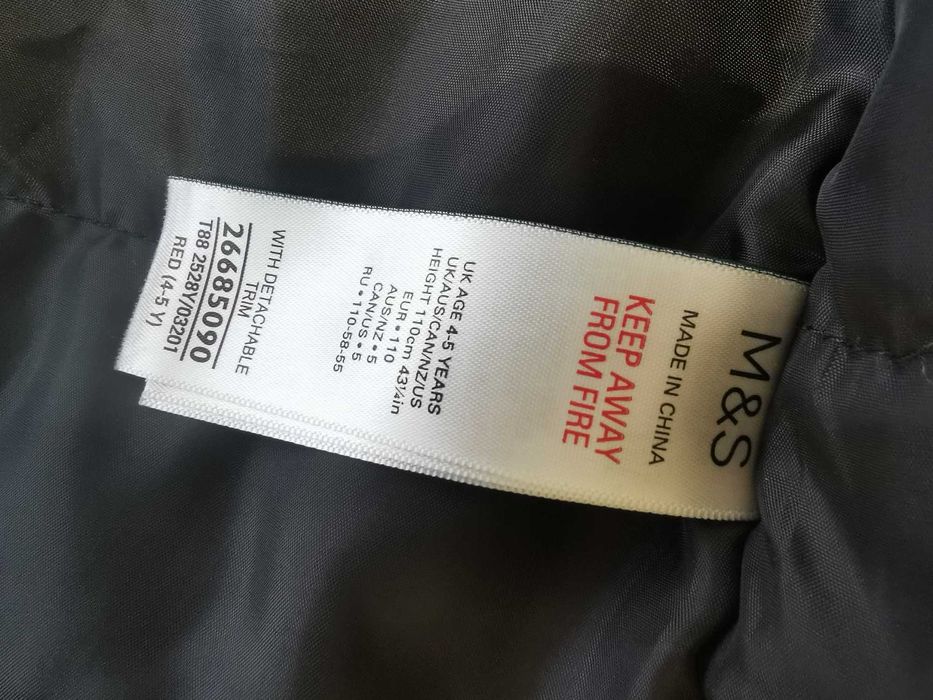 M&S
MADE IN CHINA
KEEP AWAY
FROM FIRE
UK AGE 4-5 YEARS
UK/AUS/CAN/NZ/US
HEIGHT 110cm 43¼in
EUR • 110
AUS/NZ • 5
CAN/US • 5
RU • 110-58-55
WITH DETACHABLE
TRIM
26685090
T88 2528Y/03201
RED (4-5 Y)